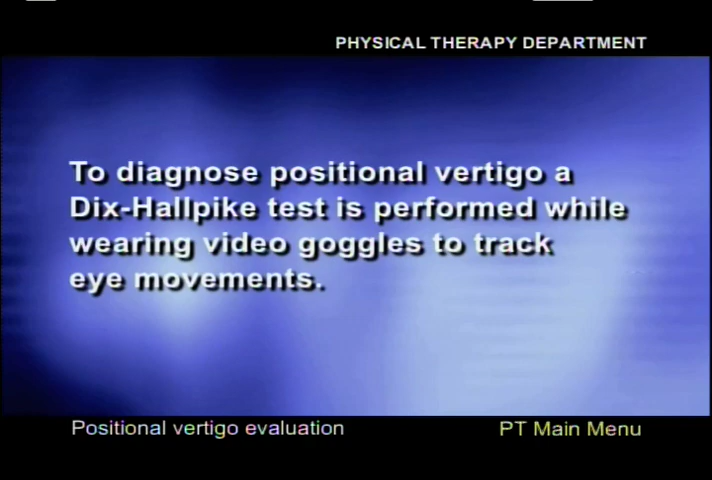 PHYSICAL THERAPY DEPARTMENT
To diagnose positional vertigo a
Dix-Hallpike test is performed while
wearing video goggles to track
eye movements.
Positional vertigo evaluation
PT Main Menu